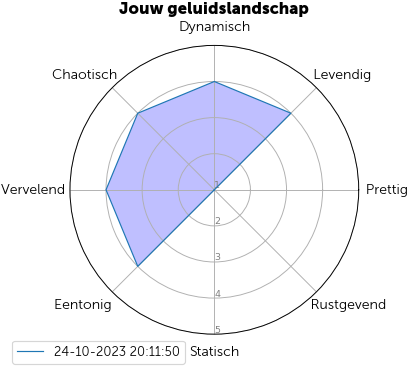 Jouw geluidslandschap
Dynamisch
Chaotisch
Levendig
Vervelend
1
Prettig
2
3
4
Eentonig
Rustgevend
5
24-10-2023 20:11:50
Statisch